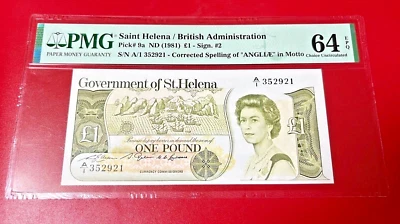 PMG
PAPER MONEY GUARANTY
Saint Helena / British Administration
Pick# 9a ND (1981) £1 - Sign. #2
S/N A/1 352921 - Corrected Spelling of "ANGLIÆ" in Motto
64 EPQ
Choice Uncirculated
Government of St. Helena
A/1 352921
£1
£1
ONE POUND
A/1 352921